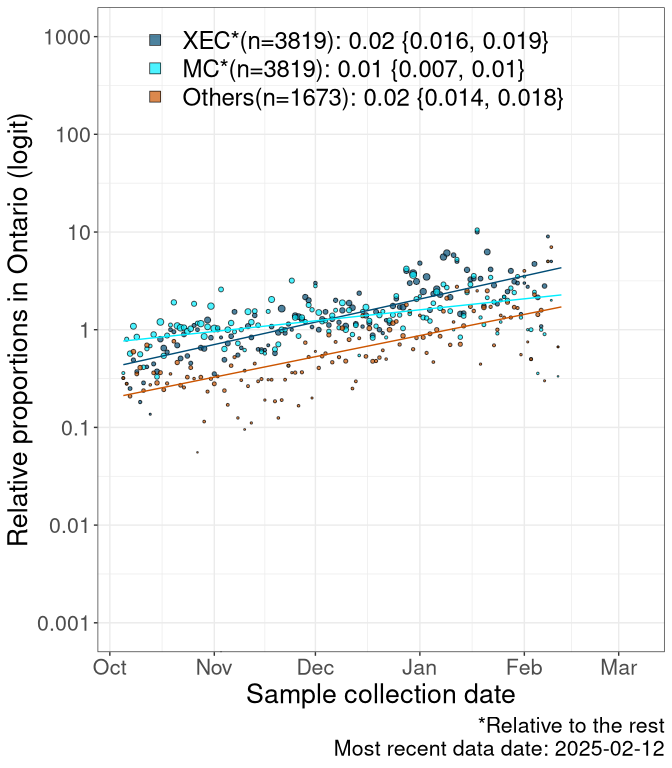 XEC*(n=3819): 0.02 {0.016, 0.019}
MC*(n=3819): 0.01 {0.007, 0.01}
Others(n=1673): 0.02 {0.014, 0.018}
Relative proportions in Ontario (logit)
1000
100
10
1
0.1
0.01
0.001
Oct Nov Dec Jan Feb Mar
Sample collection date
*Relative to the rest
Most recent data date: 2025-02-12